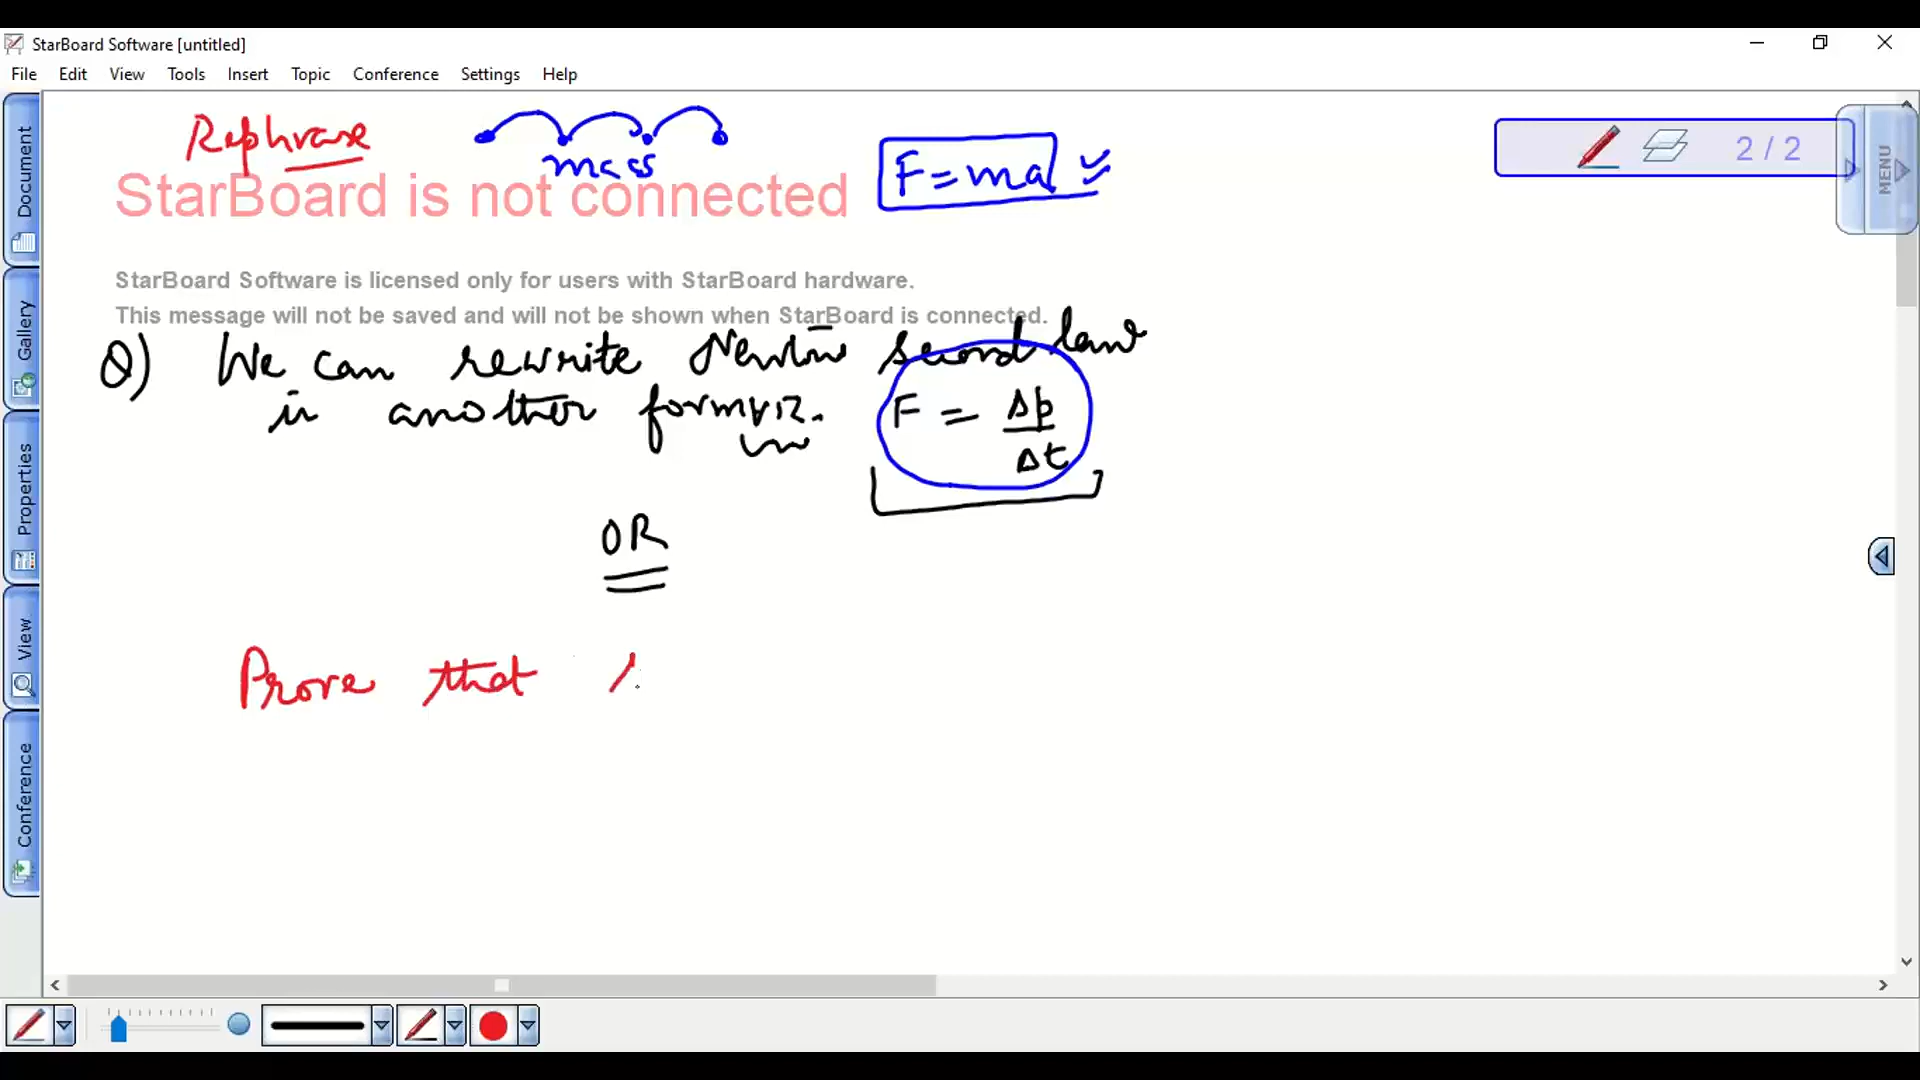 StarBoard Software [untitled]
File Edit View Tools Insert Topic Conference Settings Help
Document
Gallery
Properties
View
Conference
Rephrase
mass
F = ma
2 / 2
MENU
StarBoard is not connected
StarBoard Software is licensed only for users with StarBoard hardware.
This message will not be saved and will not be shown when StarBoard is connected.
Q) We can rewrite Newton's second law
in another form viz. F = Δp/Δt
OR
Prove that